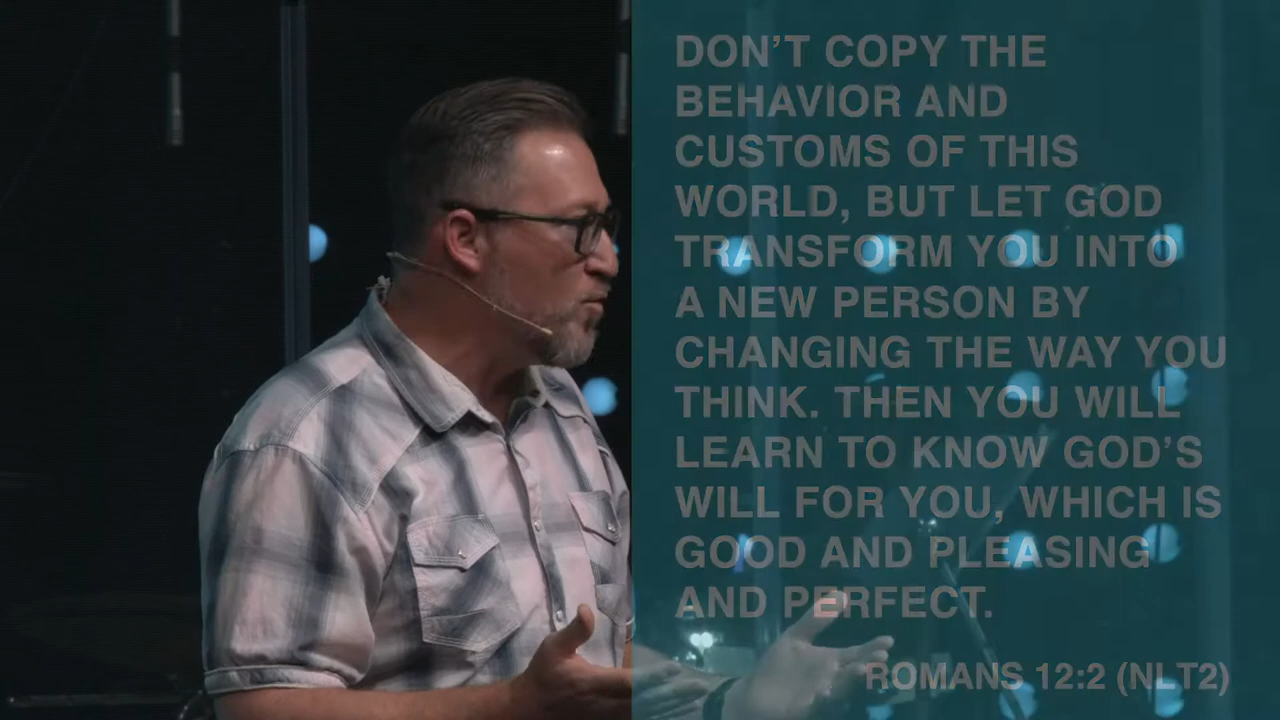 DON’T COPY THE
BEHAVIOR AND
CUSTOMS OF THIS
WORLD, BUT LET GOD
TRANSFORM YOU INTO
A NEW PERSON BY
CHANGING THE WAY YOU
THINK. THEN YOU WILL
LEARN TO KNOW GOD’S
WILL FOR YOU, WHICH IS
GOOD AND PLEASING
AND PERFECT.
ROMANS 12:2 (NLT2)